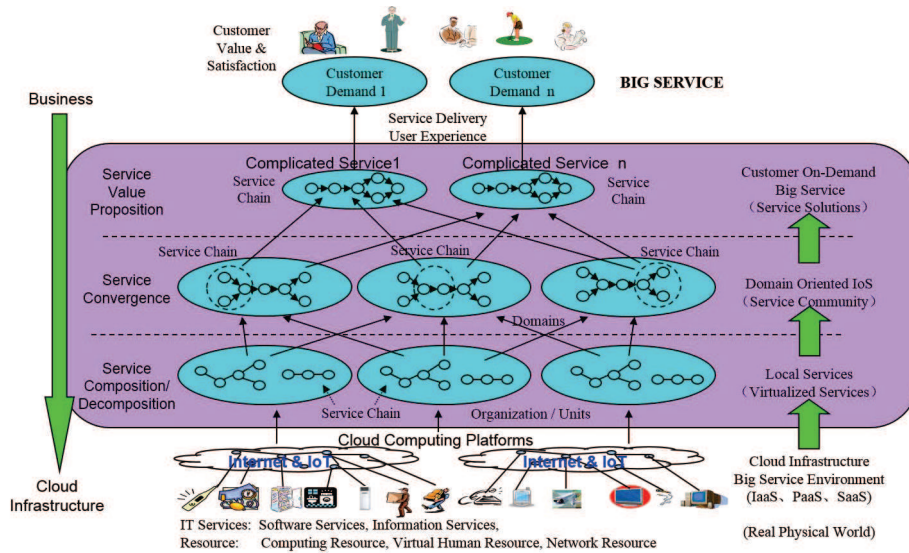 Customer
Value &
Satisfaction
Customer
Demand 1
Customer
Demand n
BIG SERVICE
Business
Service Delivery
User Experience
Complicated Service1
Complicated Service n
Service
Value
Proposition
Service
Chain
Service
Chain
Customer On-Demand
Big Service
（Service Solutions）
Service Chain
Service Chain
Service Chain
Service
Convergence
Domain Oriented IoS
（Service Community）
Domains
Service
Composition/
Decomposition
Local Services
（Virtualized Services）
Service Chain
Organization / Units
Cloud Computing Platforms
Internet & IoT
Internet & IoT
Cloud
Infrastructure
Cloud Infrastructure
Big Service Environment
(IaaS、PaaS、SaaS)
(Real Physical World)
IT Services: Software Services, Information Services,
Resource: Computing Resource, Virtual Human Resource, Network Resource